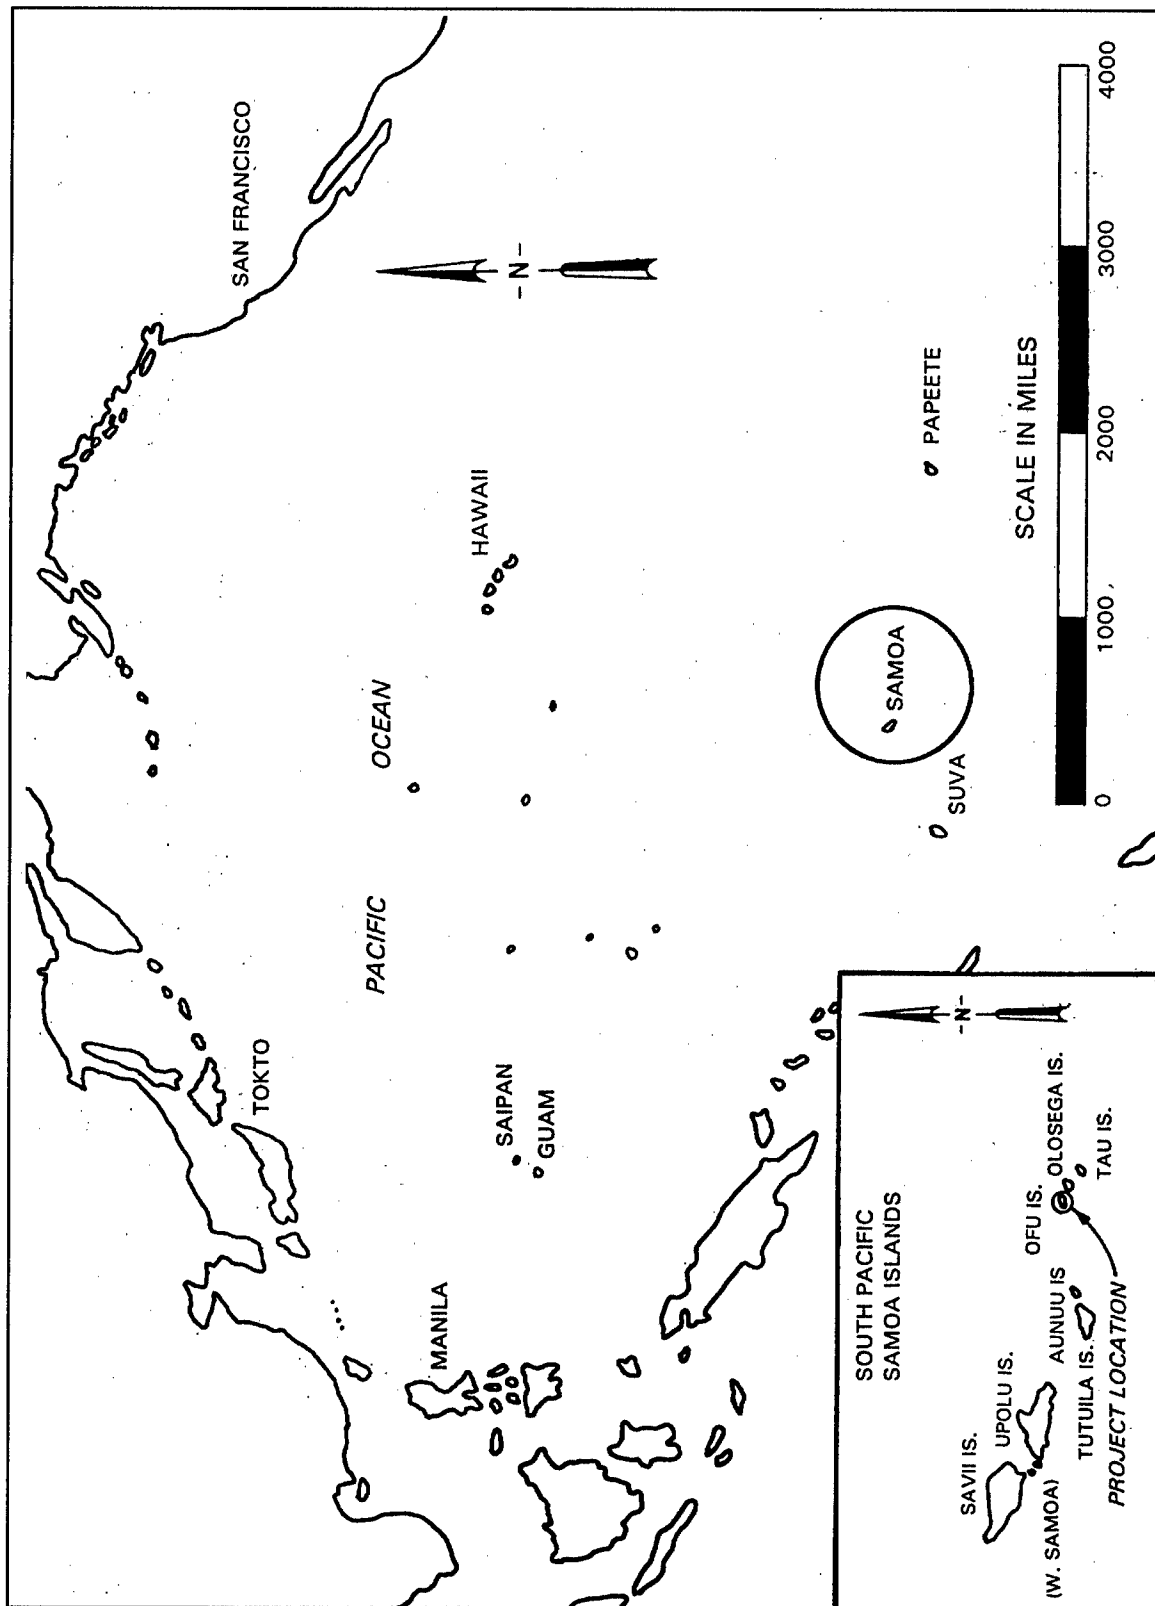 SAN FRANCISCO
TOKTO
PACIFIC
OCEAN
HAWAII
SAIPAN
GUAM
MANILA
-N-
SAMOA
SUVA
PAPEETE
SCALE IN MILES
0
1000
2000
3000
4000
SOUTH PACIFIC
SAMOA ISLANDS
-N-
SAVII IS.
UPOLU IS.
(W. SAMOA)
AUNUU IS
TUTUILA IS.
OFU IS.
OLOSEGA IS.
TAU IS.
PROJECT LOCATION